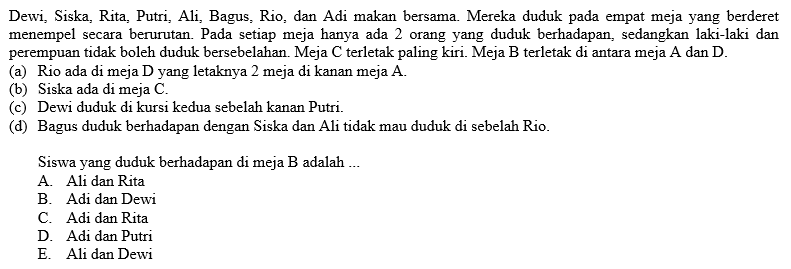 Dewi, Siska, Rita, Putri, Ali, Bagus, Rio, dan Adi makan bersama. Mereka duduk pada empat meja yang berderet
menempel secara berurutan. Pada setiap meja hanya ada 2 orang yang duduk berhadapan, sedangkan laki-laki dan
perempuan tidak boleh duduk bersebelahan. Meja C terletak paling kiri. Meja B terletak di antara meja A dan D.
(a) Rio ada di meja D yang letaknya 2 meja di kanan meja A.
(b) Siska ada di meja C.
(c) Dewi duduk di kursi kedua sebelah kanan Putri.
(d) Bagus duduk berhadapan dengan Siska dan Ali tidak mau duduk di sebelah Rio.
Siswa yang duduk berhadapan di meja B adalah ...
A. Ali dan Rita
B. Adi dan Dewi
C. Adi dan Rita
D. Adi dan Putri
E. Ali dan Dewi